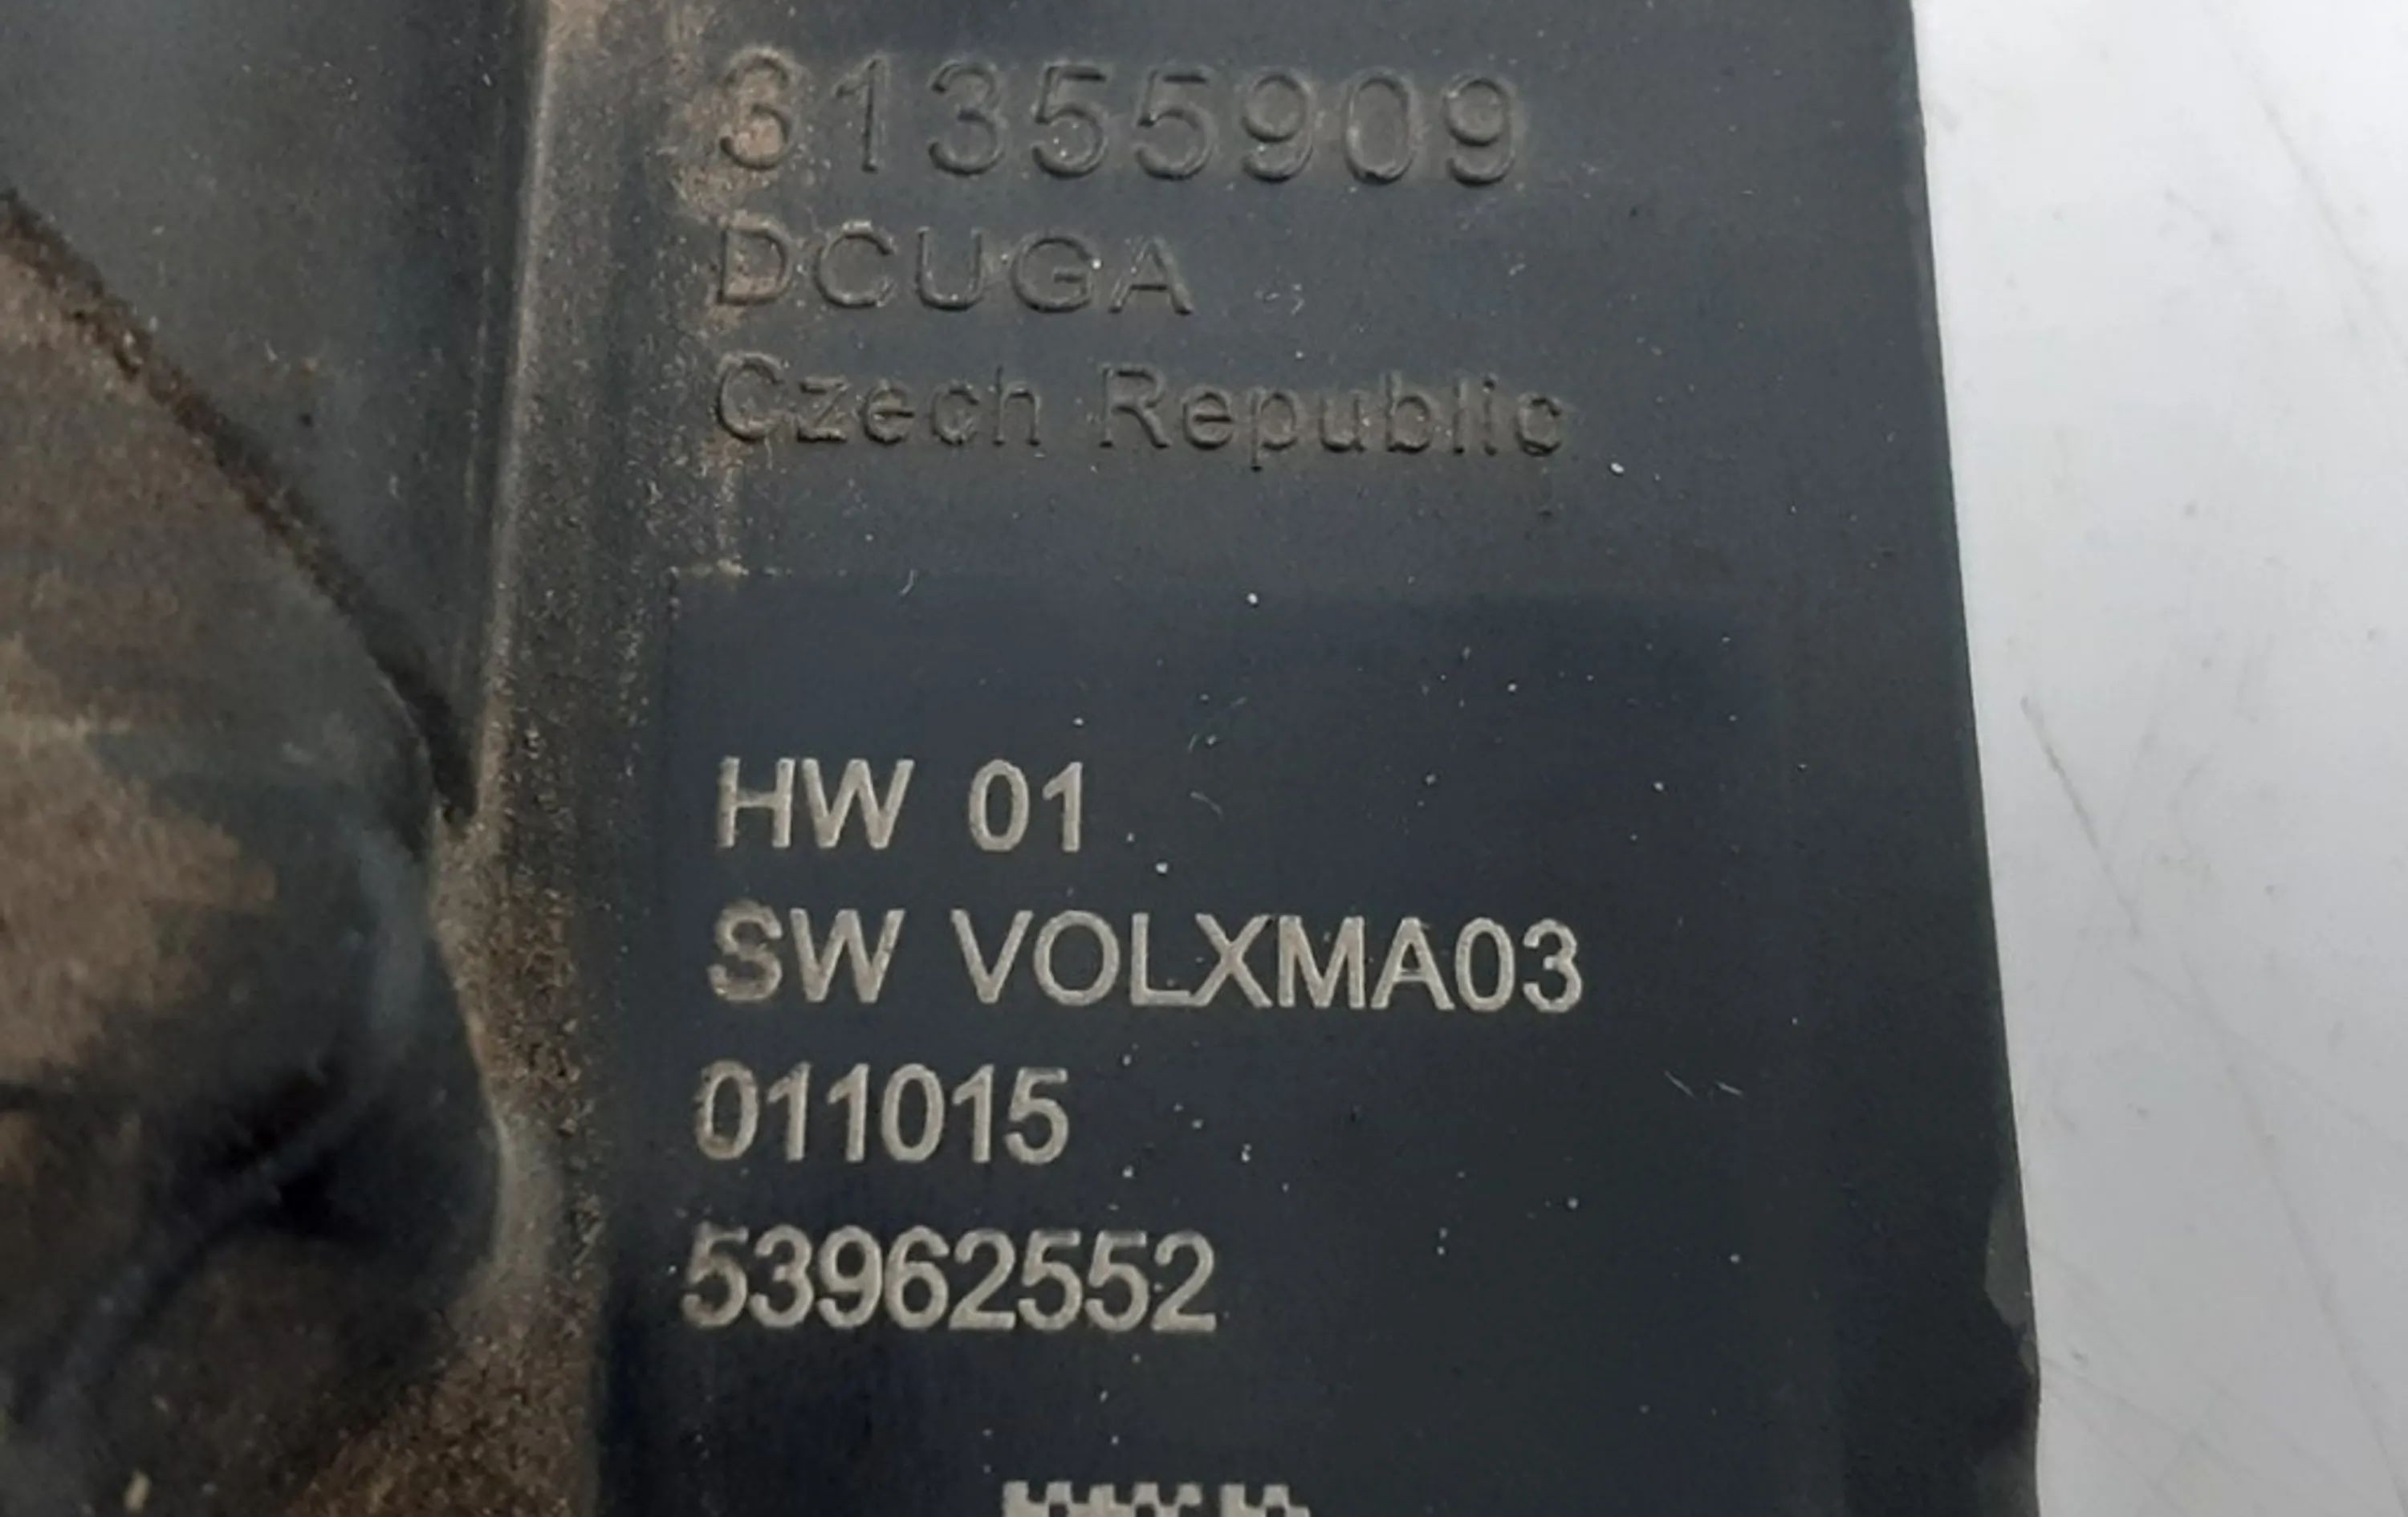 31355909
DCUGA
Czech Republic
HW 01
SW VOLXMA03
011015
53962552